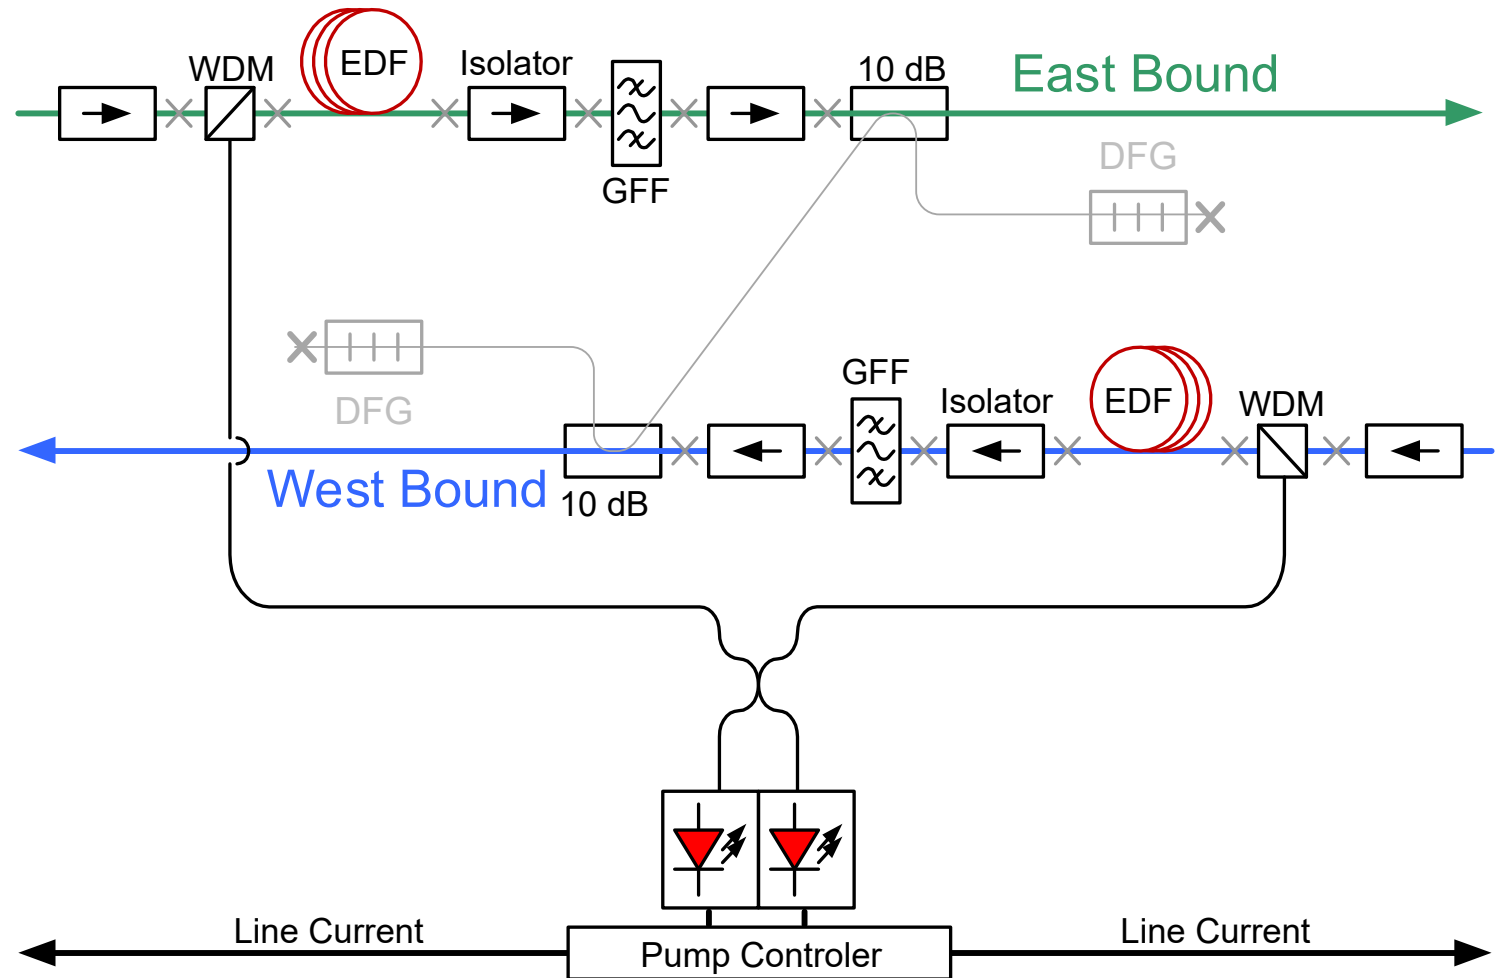 WDM
EDF
Isolator
10 dB
East Bound
GFF
DFG
GFF
Isolator
EDF
WDM
DFG
West Bound
10 dB
Line Current
Line Current
Pump Controler